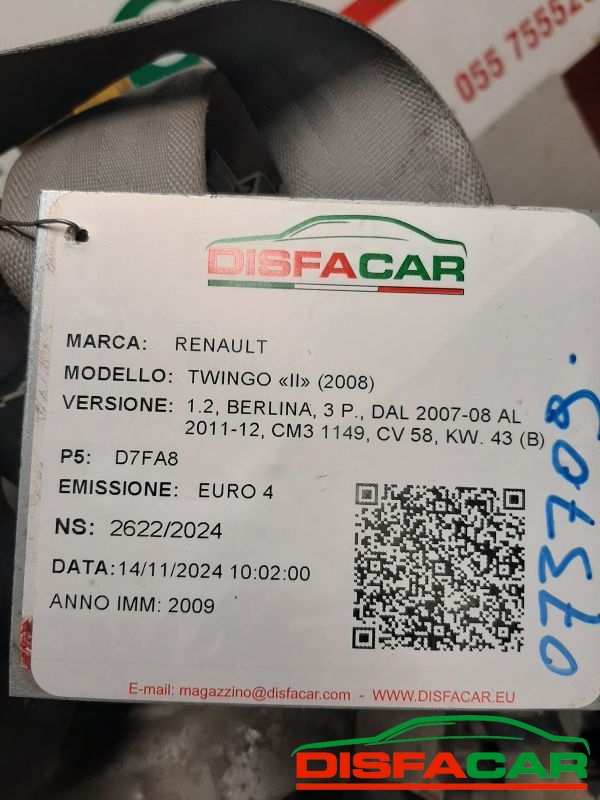 055 75552
DISFACAR
MARCA: RENAULT
MODELLO: TWINGO «II» (2008)
VERSIONE: 1.2, BERLINA, 3 P., DAL 2007-08 AL
2011-12, CM3 1149, CV 58, KW. 43 (B)
P5: D7FA8
EMISSIONE: EURO 4
NS: 2622/2024
DATA:14/11/2024 10:02:00
ANNO IMM: 2009
073709.
E-mail: magazzino@disfacar.com - WWW.DISFACAR.EU
DISFACAR